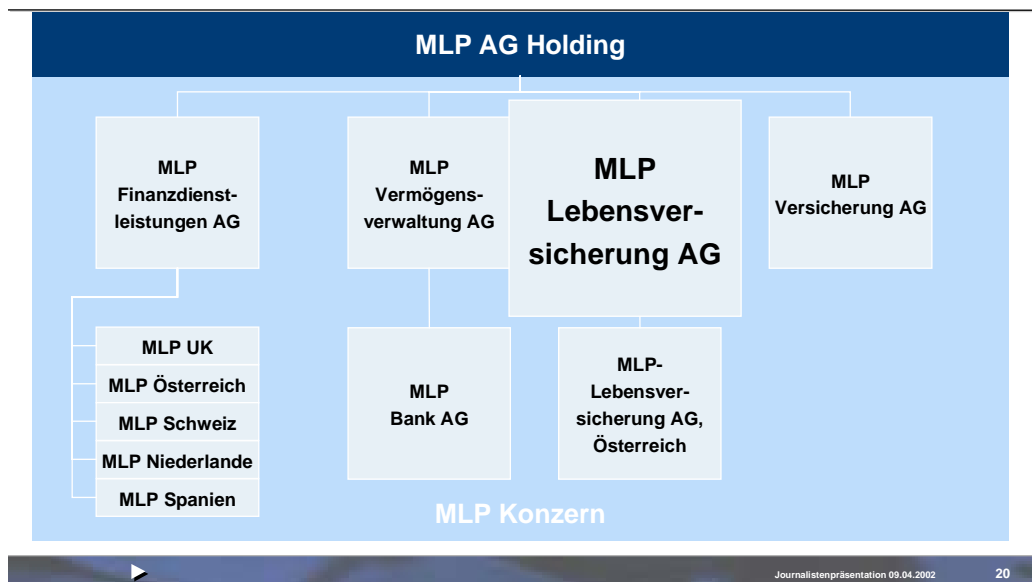 MLP AG Holding
MLP
Finanzdienst-
leistungen AG
MLP
Vermögens-
verwaltung AG
MLP
Lebensver-
sicherung AG
MLP
Versicherung AG
MLP UK
MLP Österreich
MLP Schweiz
MLP Niederlande
MLP Spanien
MLP
Bank AG
MLP-
Lebensver-
sicherung AG,
Österreich
MLP Konzern
Journalistenpräsentation 09.04.2002
20